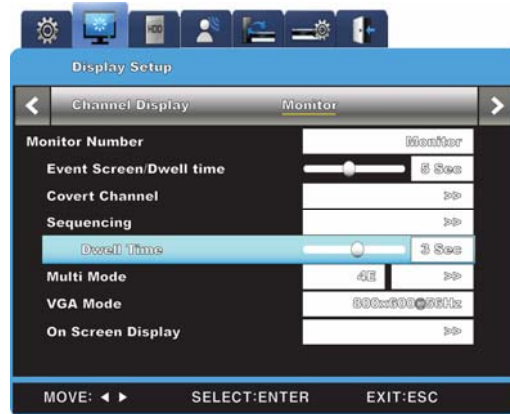 HDD
Display Setup
Channel Display Monitor
Monitor Number Monitor
Event Screen/Dwell time 5 Sec
Covert Channel >>
Sequencing >>
Dwell Time 3 Sec
Multi Mode 4E >>
VGA Mode 800x600@56Hz
On Screen Display >>
MOVE: ◄ ► SELECT:ENTER EXIT:ESC